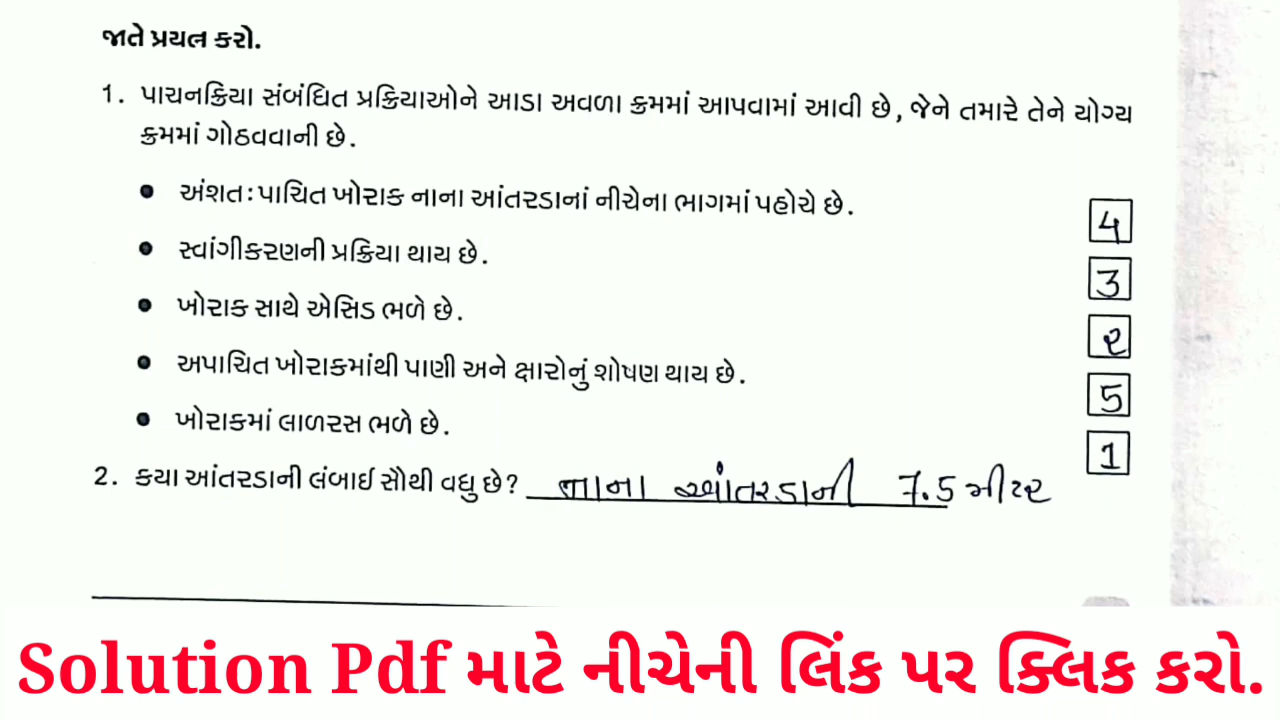 જાતે પ્રયત્ન કરો.
1. પાચનક્રિયા સંબંધિત પ્રક્રિયાઓને આડા અવળા ક્રમમાં આપવામાં આવી છે, જેને તમારે તેને યોગ્ય
ક્રમમાં ગોઠવવાની છે.
• અંશતઃપાચિત ખોરાક નાના આંતરડાનાં નીચેના ભાગમાં પહોચે છે. 4
• સ્વાંગીકરણની પ્રક્રિયા થાય છે. 3
• ખોરાક સાથે એસિડ ભળે છે. ૨
• અપાચિત ખોરાકમાંથી પાણી અને ક્ષારોનું શોષણ થાય છે. 5
• ખોરાકમાં લાળરસ ભળે છે. 1
2. કયા આંતરડાની લંબાઈ સૌથી વધુ છે? નાના આંતરડાની 7.5 મીટર
Solution Pdf માટે નીચેની લિંક પર ક્લિક કરો.